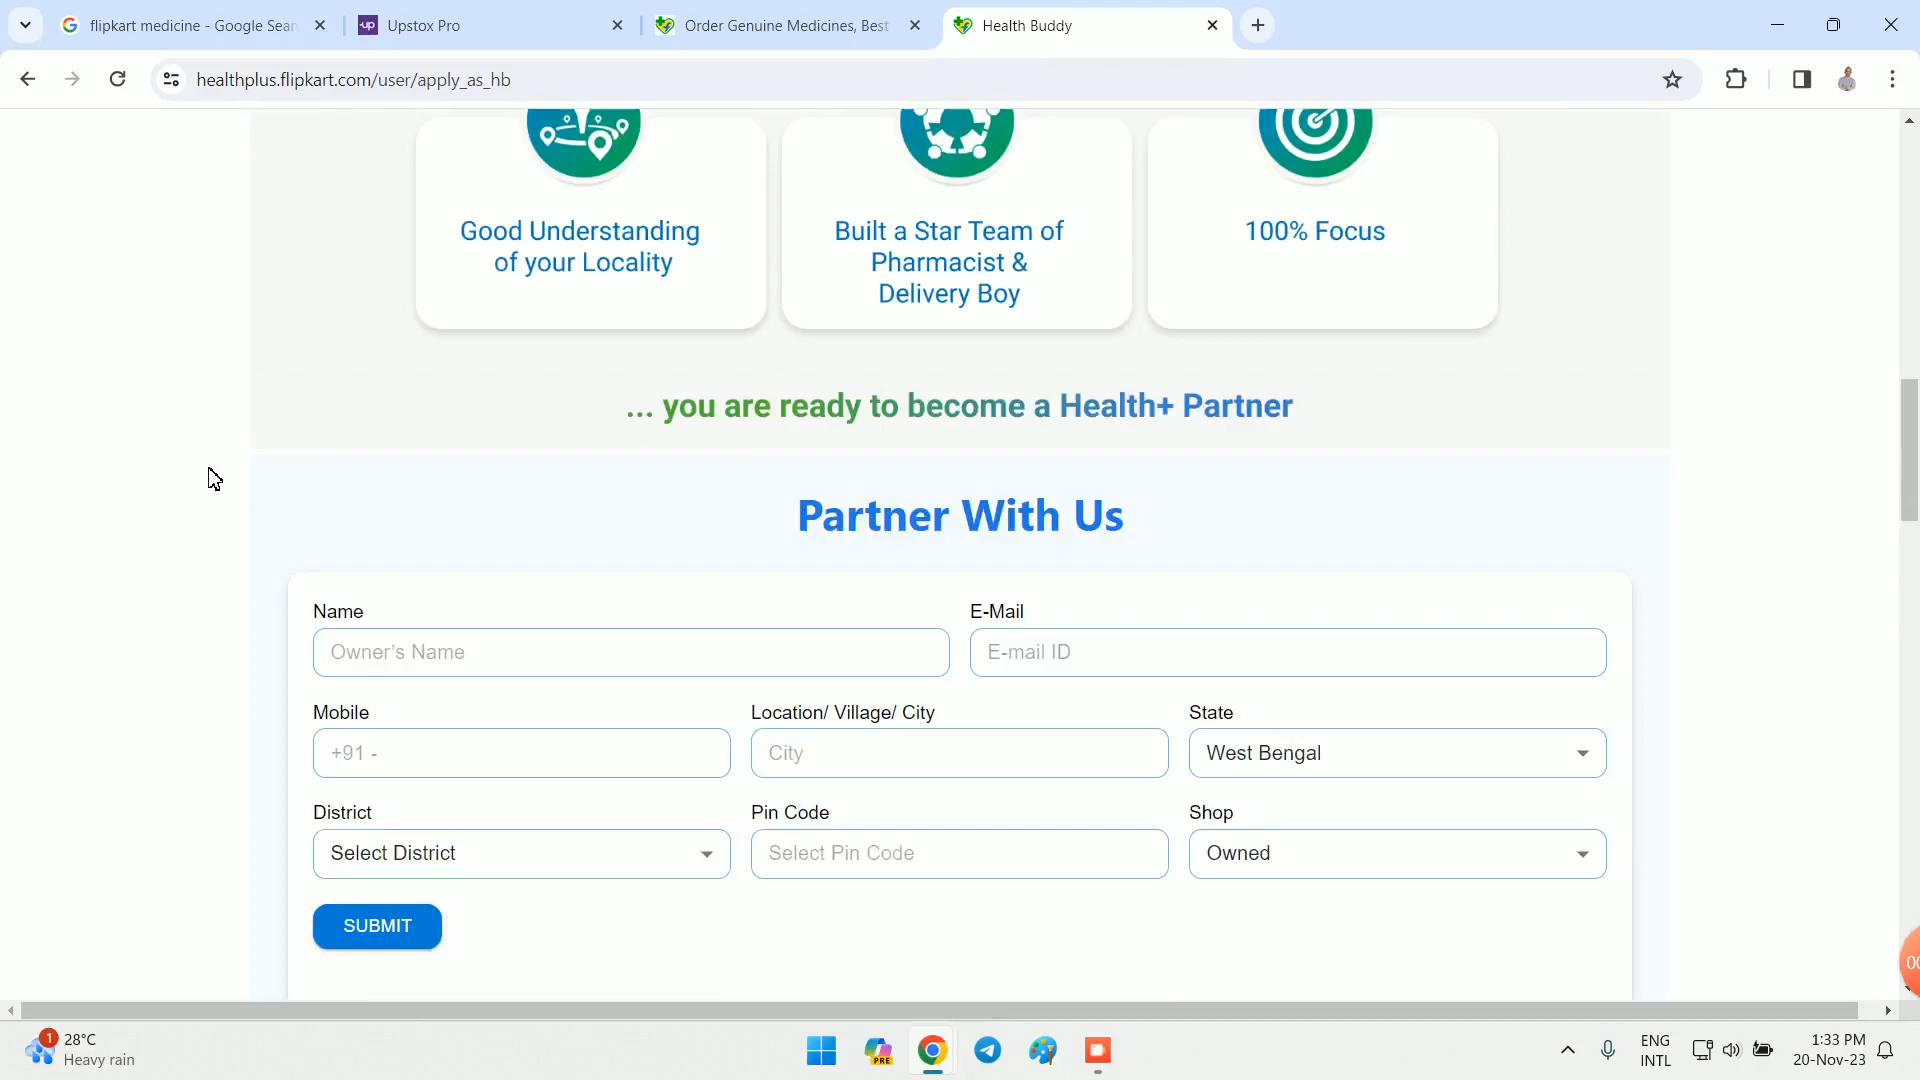 flipkart medicine - Google Sear
Upstox Pro
Order Genuine Medicines, Best
Health Buddy
healthplus.flipkart.com/user/apply_as_hb
Good Understanding
of your Locality
Built a Star Team of
Pharmacist &
Delivery Boy
100% Focus
... you are ready to become a Health+ Partner
Partner With Us
Name
E-Mail
Owner's Name
E-mail ID
Mobile
Location/ Village/ City
State
+91 -
City
West Bengal
District
Pin Code
Shop
Select District
Select Pin Code
Owned
SUBMIT
00
1
28°C
Heavy rain
up
PRE
ENG
INTL
1:33 PM
20-Nov-23